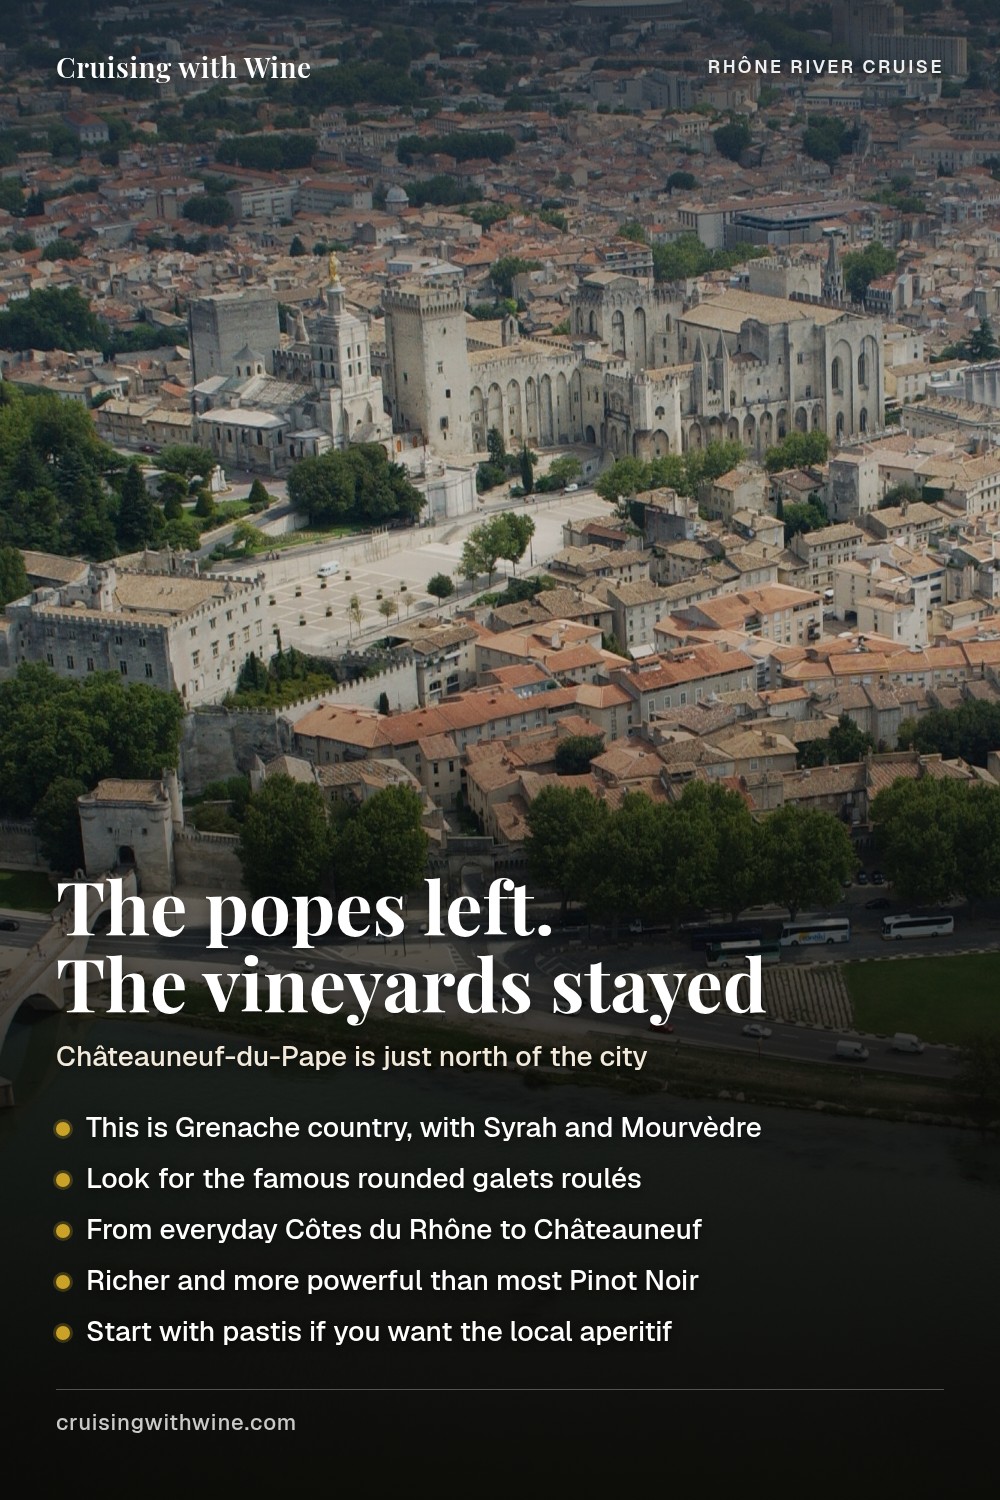 Cruising with Wine
RHÔNE RIVER CRUISE
The popes left.
The vineyards stayed
Châteauneuf-du-Pape is just north of the city
This is Grenache country, with Syrah and Mourvèdre
Look for the famous rounded galets roulés
From everyday Côtes du Rhône to Châteauneuf
Richer and more powerful than most Pinot Noir
Start with pastis if you want the local aperitif
cruisingwithwine.com